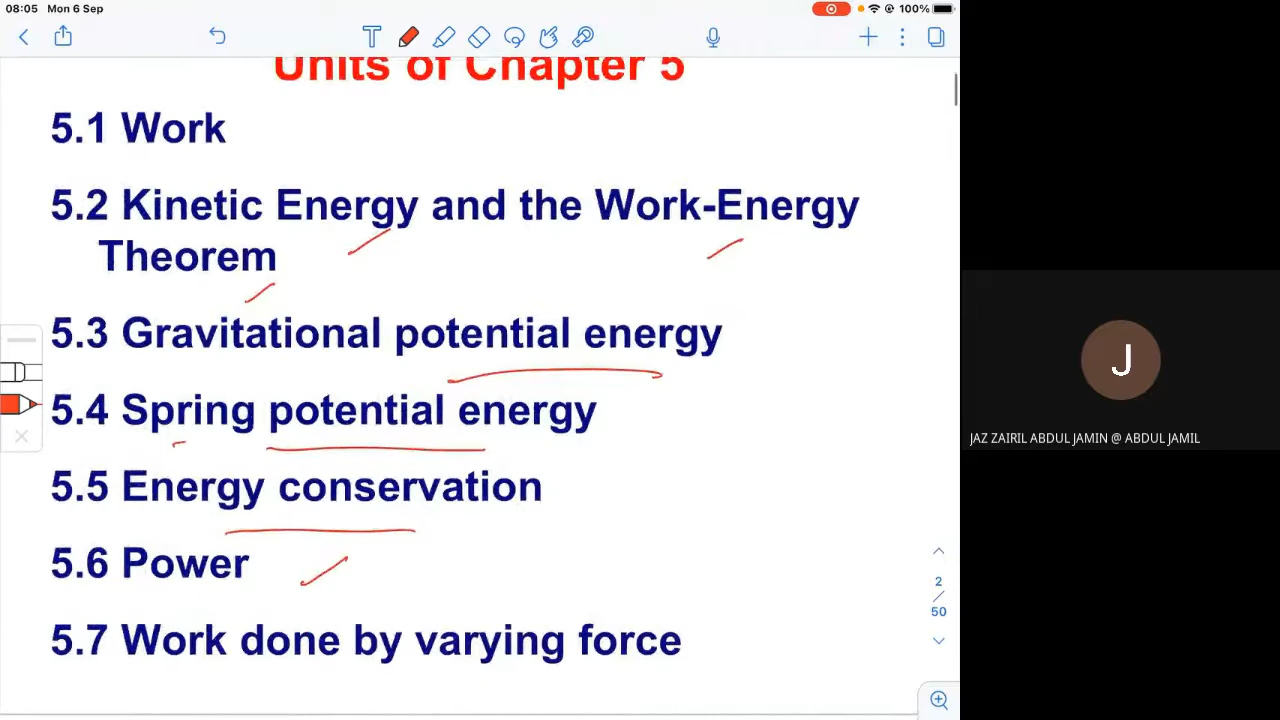 08:05 Mon 6 Sep
100%
Units of Chapter 5
5.1 Work
5.2 Kinetic Energy and the Work-Energy
Theorem
5.3 Gravitational potential energy
5.4 Spring potential energy
5.5 Energy conservation
5.6 Power
5.7 Work done by varying force
2
50
J
JAZ ZAIRIL ABDUL JAMIN @ ABDUL JAMIL